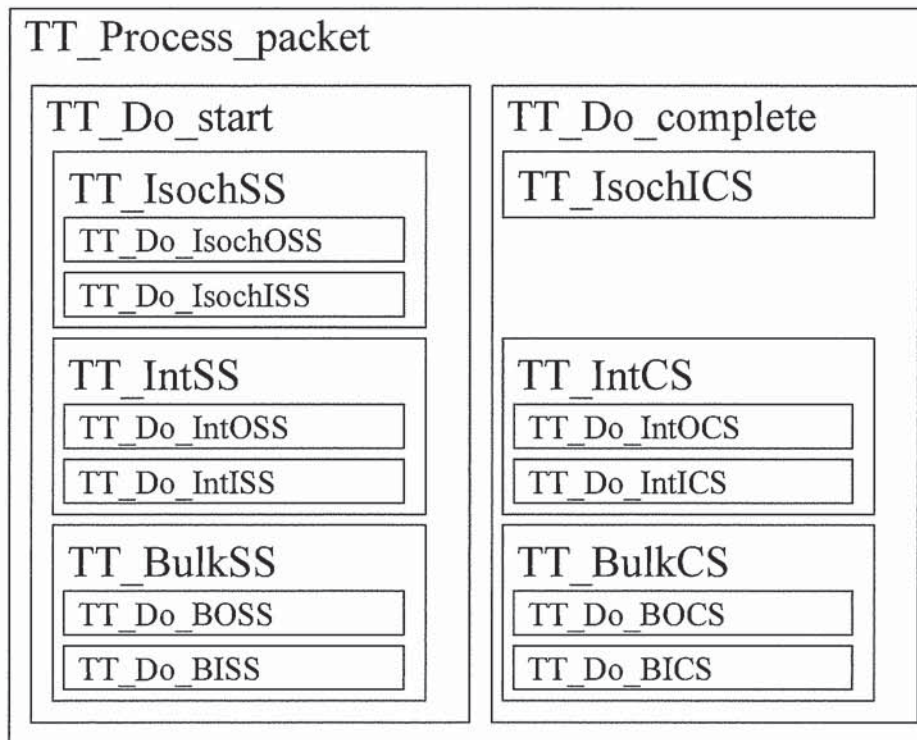 TT_Process_packet
TT_Do_start
TT_IsochSS
TT_Do_IsochOSS
TT_Do_IsochISS
TT_IntSS
TT_Do_IntOSS
TT_Do_IntISS
TT_BulkSS
TT_Do_BOSS
TT_Do_BISS
TT_Do_complete
TT_IsochICS
TT_IntCS
TT_Do_IntOCS
TT_Do_IntICS
TT_BulkCS
TT_Do_BOCS
TT_Do_BICS